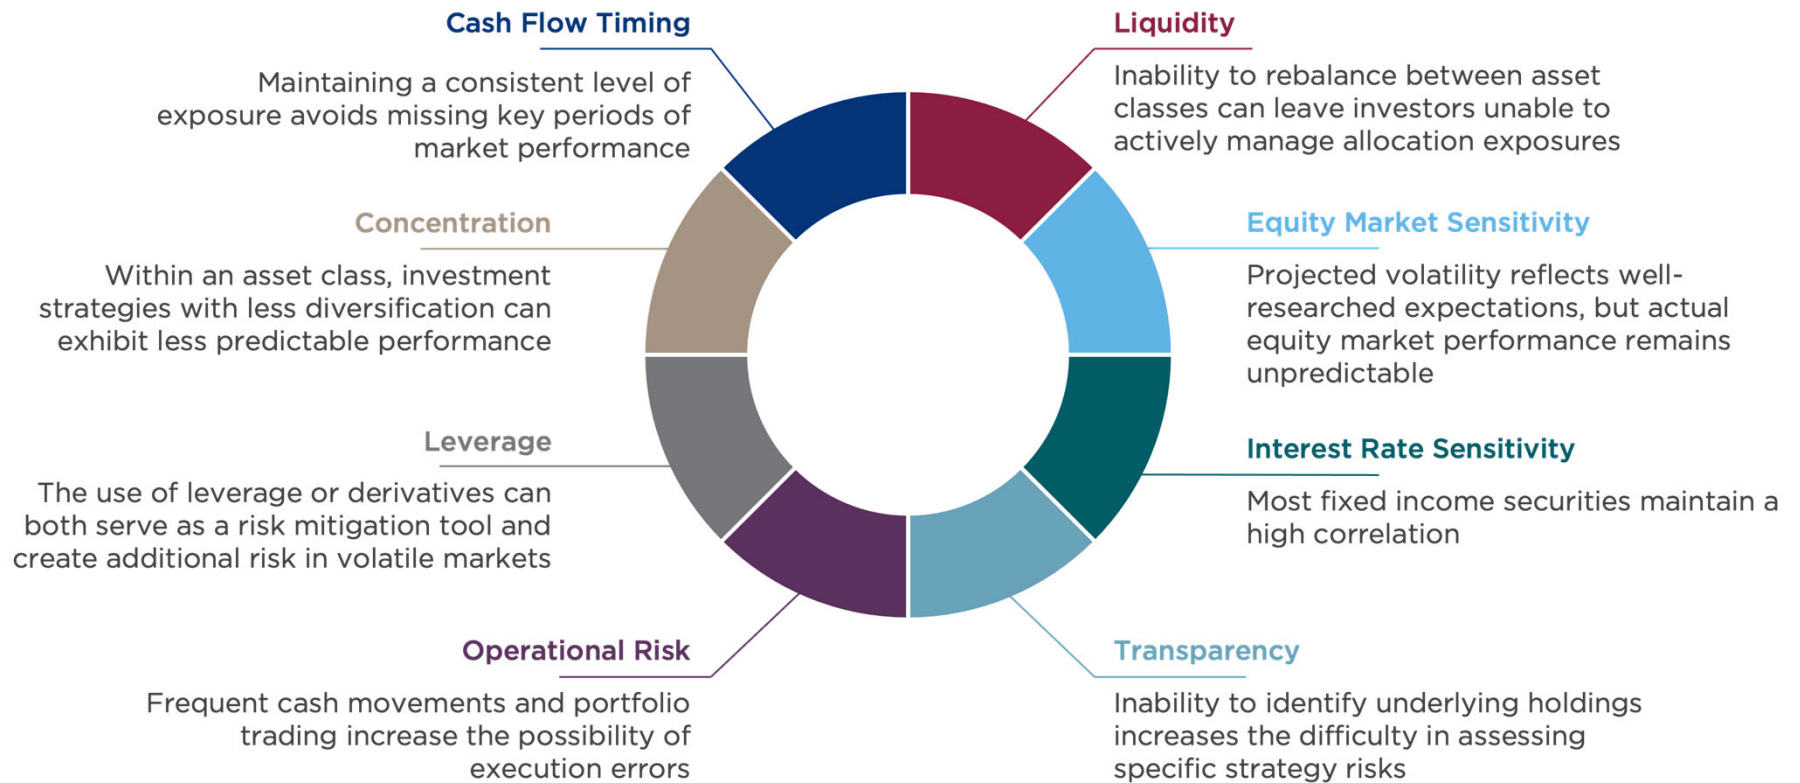 Cash Flow Timing
Maintaining a consistent level of
exposure avoids missing key periods of
market performance
Liquidity
Inability to rebalance between asset
classes can leave investors unable to
actively manage allocation exposures
Concentration
Within an asset class, investment
strategies with less diversification can
exhibit less predictable performance
Equity Market Sensitivity
Projected volatility reflects well-
researched expectations, but actual
equity market performance remains
unpredictable
Leverage
The use of leverage or derivatives can
both serve as a risk mitigation tool and
create additional risk in volatile markets
Interest Rate Sensitivity
Most fixed income securities maintain a
high correlation
Operational Risk
Frequent cash movements and portfolio
trading increase the possibility of
execution errors
Transparency
Inability to identify underlying holdings
increases the difficulty in assessing
specific strategy risks